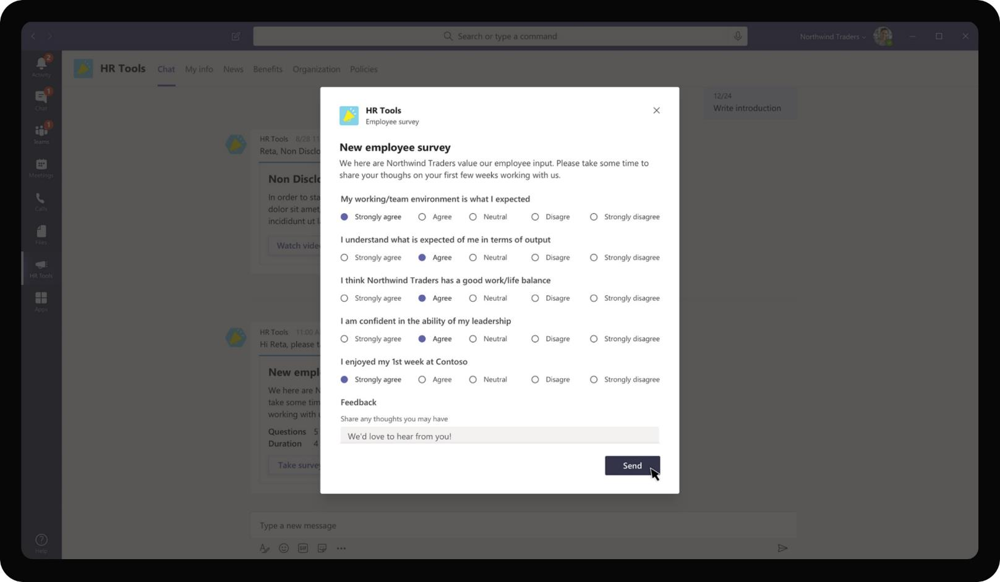 Search or type a command
Northwind Traders
2
Activity
1
Chat
1
Teams
Meetings
Calls
Files
HR Tools
Apps
Help
HR Tools Chat My info News Benefits Organization Policies
12/24
Write introduction
HR Tools 8/28 11
Reta, Non Disclo
Non Disclo
In order to sta
dolor sit amet,
incididunt ut l
Watch vide
HR Tools 11:00 A
Hi Reta, please t
New empl
We here are N
take some tim
working with
Questions 5
Duration 4
Take surve
HR Tools
Employee survey
New employee survey
We here are Northwind Traders value our employee input. Please take some time to
share your thoughs on your first few weeks working with us.
My working/team environment is what I expected
Strongly agree Agree Neutral Disagre Strongly disagree
I understand what is expected of me in terms of output
Strongly agree Agree Neutral Disagre Strongly disagree
I think Northwind Traders has a good work/life balance
Strongly agree Agree Neutral Disagre Strongly disagree
I am confident in the ability of my leadership
Strongly agree Agree Neutral Disagre Strongly disagree
I enjoyed my 1st week at Contoso
Strongly agree Agree Neutral Disagre Strongly disagree
Feedback
Share any thoughts you may have
We'd love to hear from you!
Send
Type a new message
GIF